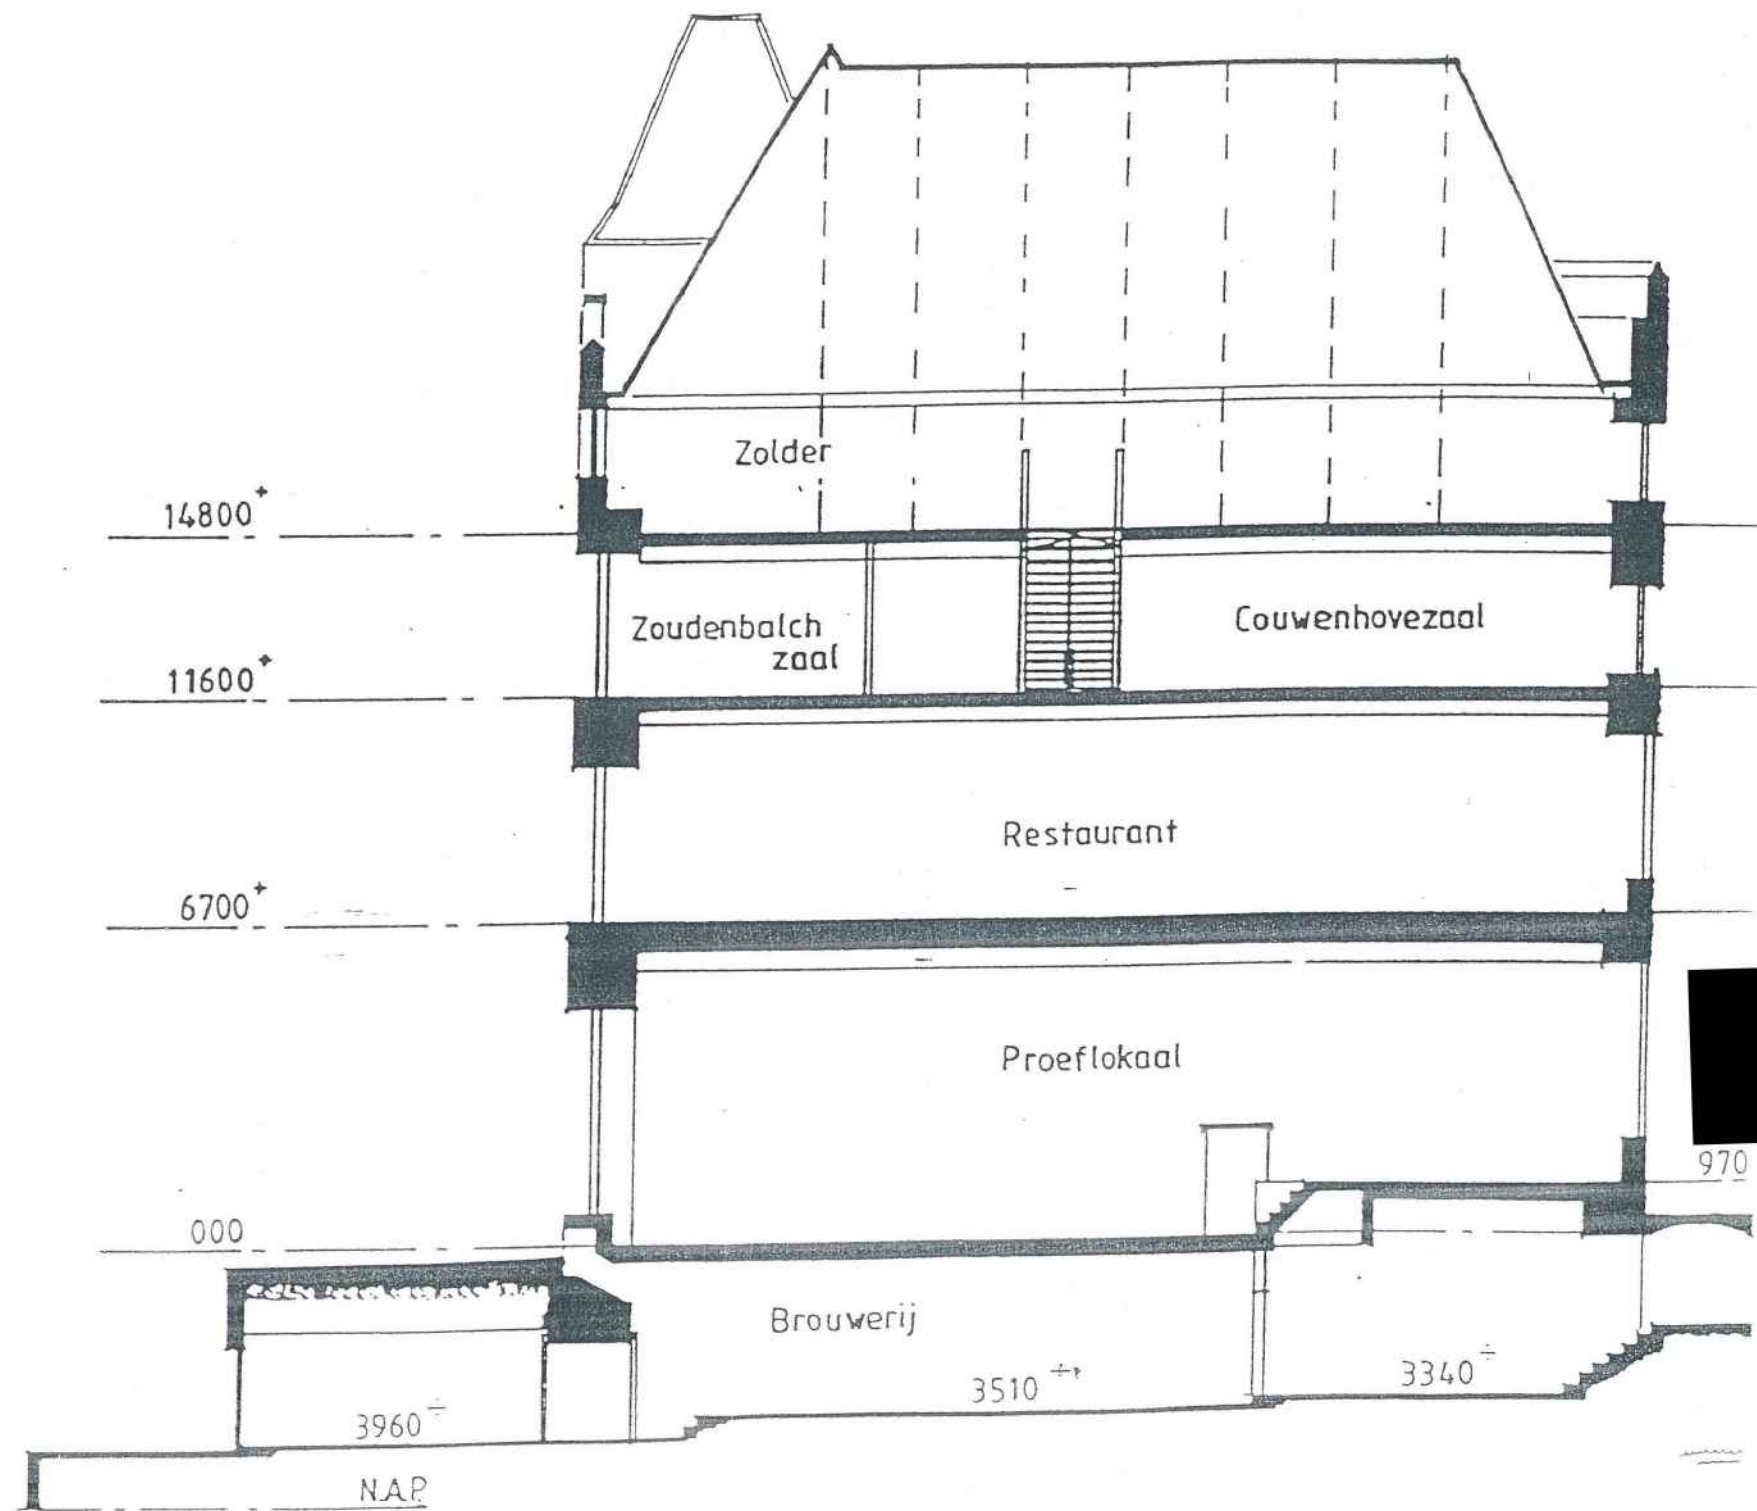 Zolder
14800+
Zoudenbalch
zaal
Couwenhovezaal
11600+
Restaurant
6700+
Proeflokaal
970
000
Brouwerij
3510 ÷
3340 ÷
3960 ÷
N.A.P.